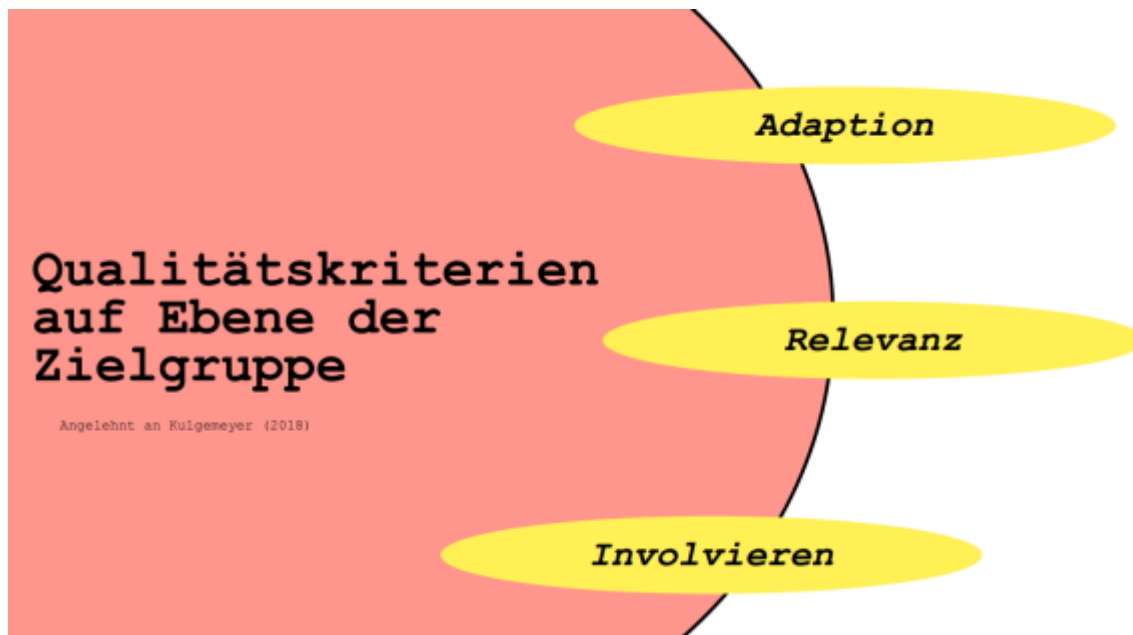 Adaption
Qualitätskriterien
auf Ebene der
Zielgruppe
Relevanz
Angelehnt an Kulgemeyer (2018)
Involvieren